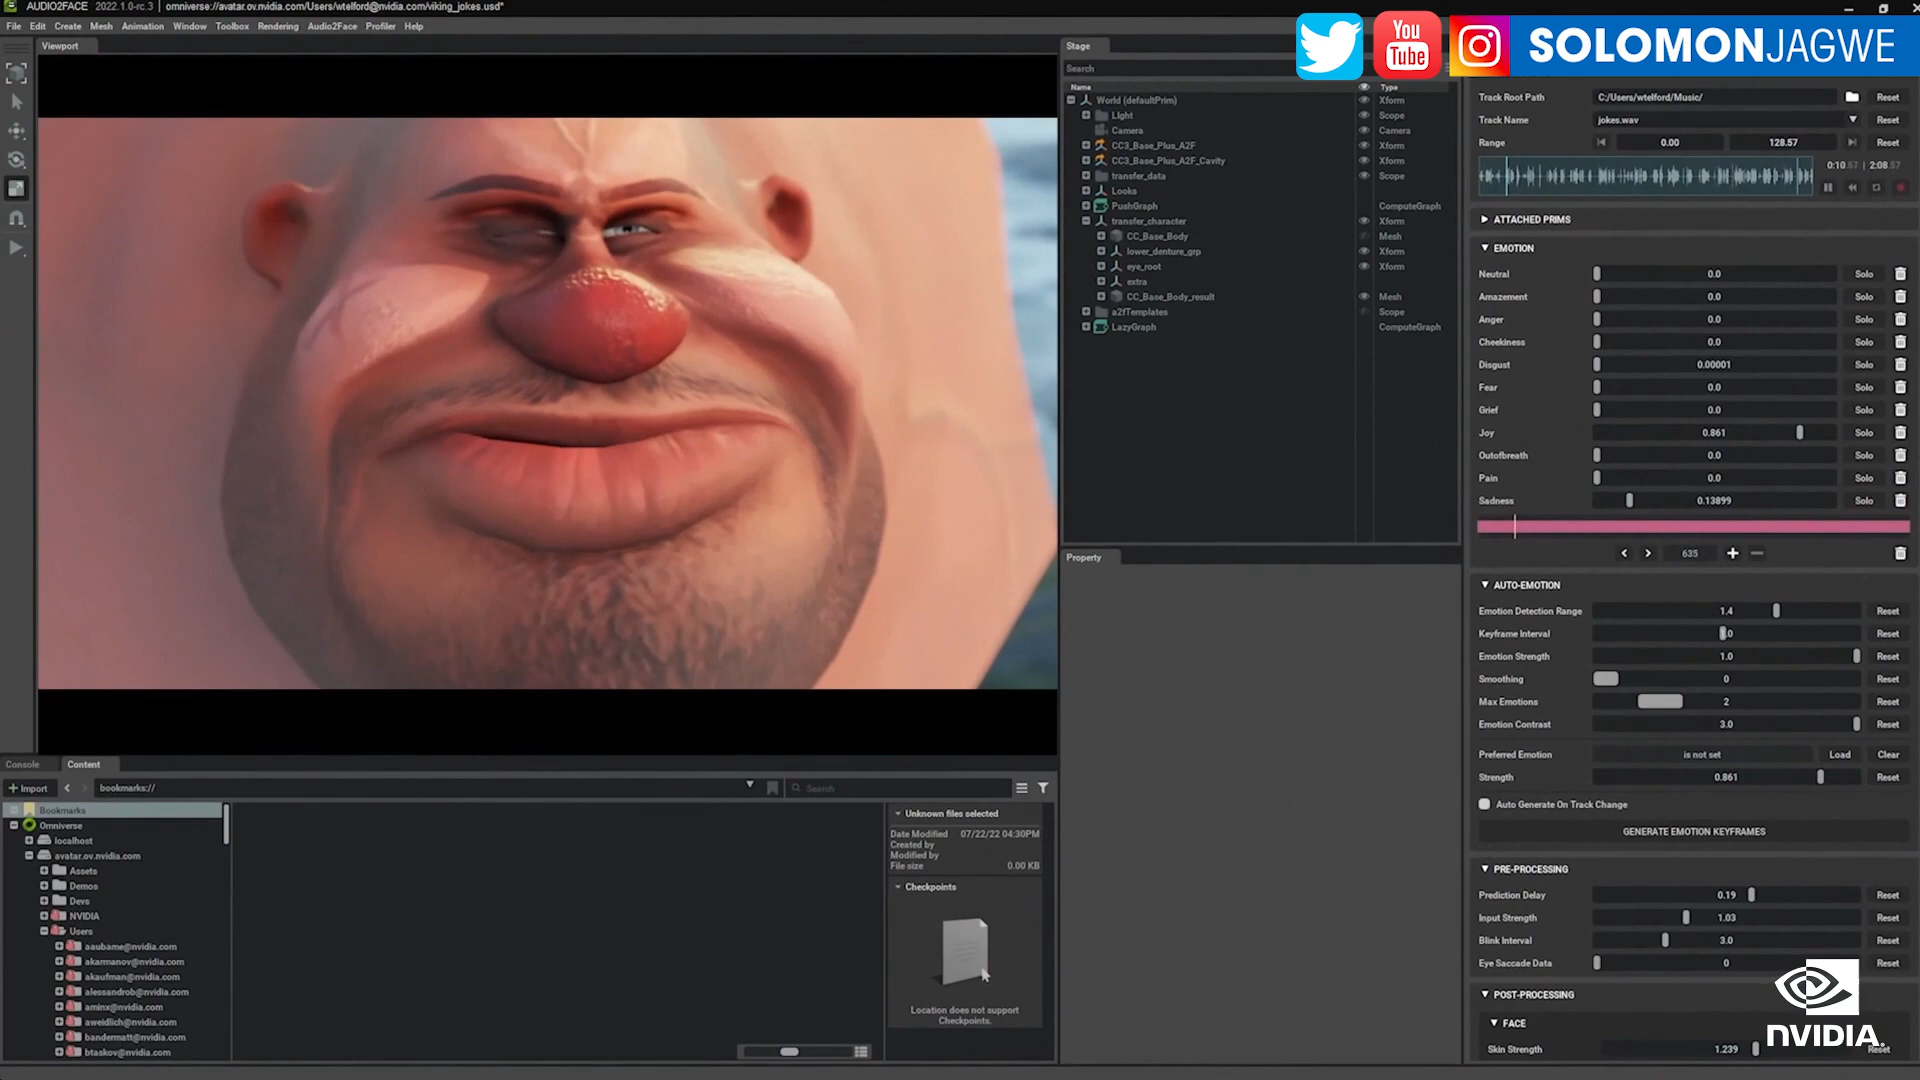 AUDIO2FACE 2022.1.0-rc.3 | omniverse://avatar.ov.nvidia.com/Users/wtelford@nvidia.com/viking_jokes.usd*
File Edit Create Mesh Animation Window Toolbox Rendering Audio2Face Profiler Help
You Tube
SOLOMONJAGWE
Viewport
Stage
Search
Name Type
World (defaultPrim) Xform
Light Scope
Camera Camera
CC3_Base_Plus_A2F Xform
CC3_Base_Plus_A2F_Cavity Xform
transfer_data Scope
Looks
PushGraph ComputeGraph
transfer_character Xform
CC_Base_Body Mesh
lower_denture_grp Xform
eye_root Xform
extra
CC_Base_Body_result Mesh
a2fTemplates Scope
LazyGraph ComputeGraph
Property
Track Root Path C:/Users/wtelford/Music/ Reset
Track Name jokes.wav Reset
Range 0.00 128.57 Reset
0:10.57 | 2:08.57
ATTACHED PRIMS
EMOTION
Neutral 0.0 Solo
Amazement 0.0 Solo
Anger 0.0 Solo
Cheekiness 0.0 Solo
Disgust 0.00001 Solo
Fear 0.0 Solo
Grief 0.0 Solo
Joy 0.861 Solo
Outofbreath 0.0 Solo
Pain 0.0 Solo
Sadness 0.13899 Solo
635
AUTO-EMOTION
Emotion Detection Range 1.4 Reset
Keyframe Interval .0 Reset
Emotion Strength 1.0 Reset
Smoothing 0 Reset
Max Emotions 2 Reset
Emotion Contrast 3.0 Reset
Preferred Emotion is not set Load Clear
Strength 0.861 Reset
Auto Generate On Track Change
GENERATE EMOTION KEYFRAMES
PRE-PROCESSING
Prediction Delay 0.19 Reset
Input Strength 1.03 Reset
Blink Interval 3.0 Reset
Eye Saccade Data 0 Reset
POST-PROCESSING
FACE
Skin Strength 1.239 Reset
NVIDIA.
Console Content
Import bookmarks:// Search
Bookmarks
Omniverse
localhost
avatar.ov.nvidia.com
Assets
Demos
Devs
NVIDIA
Users
aaubame@nvidia.com
akarmanov@nvidia.com
akaufman@nvidia.com
alessandrob@nvidia.com
aminx@nvidia.com
aweidlich@nvidia.com
bandermatt@nvidia.com
btaskov@nvidia.com
Unknown files selected
Date Modified 07/22/22 04:30PM
Created by
Modified by
File size 0.00 KB
Checkpoints
Location does not support
Checkpoints.